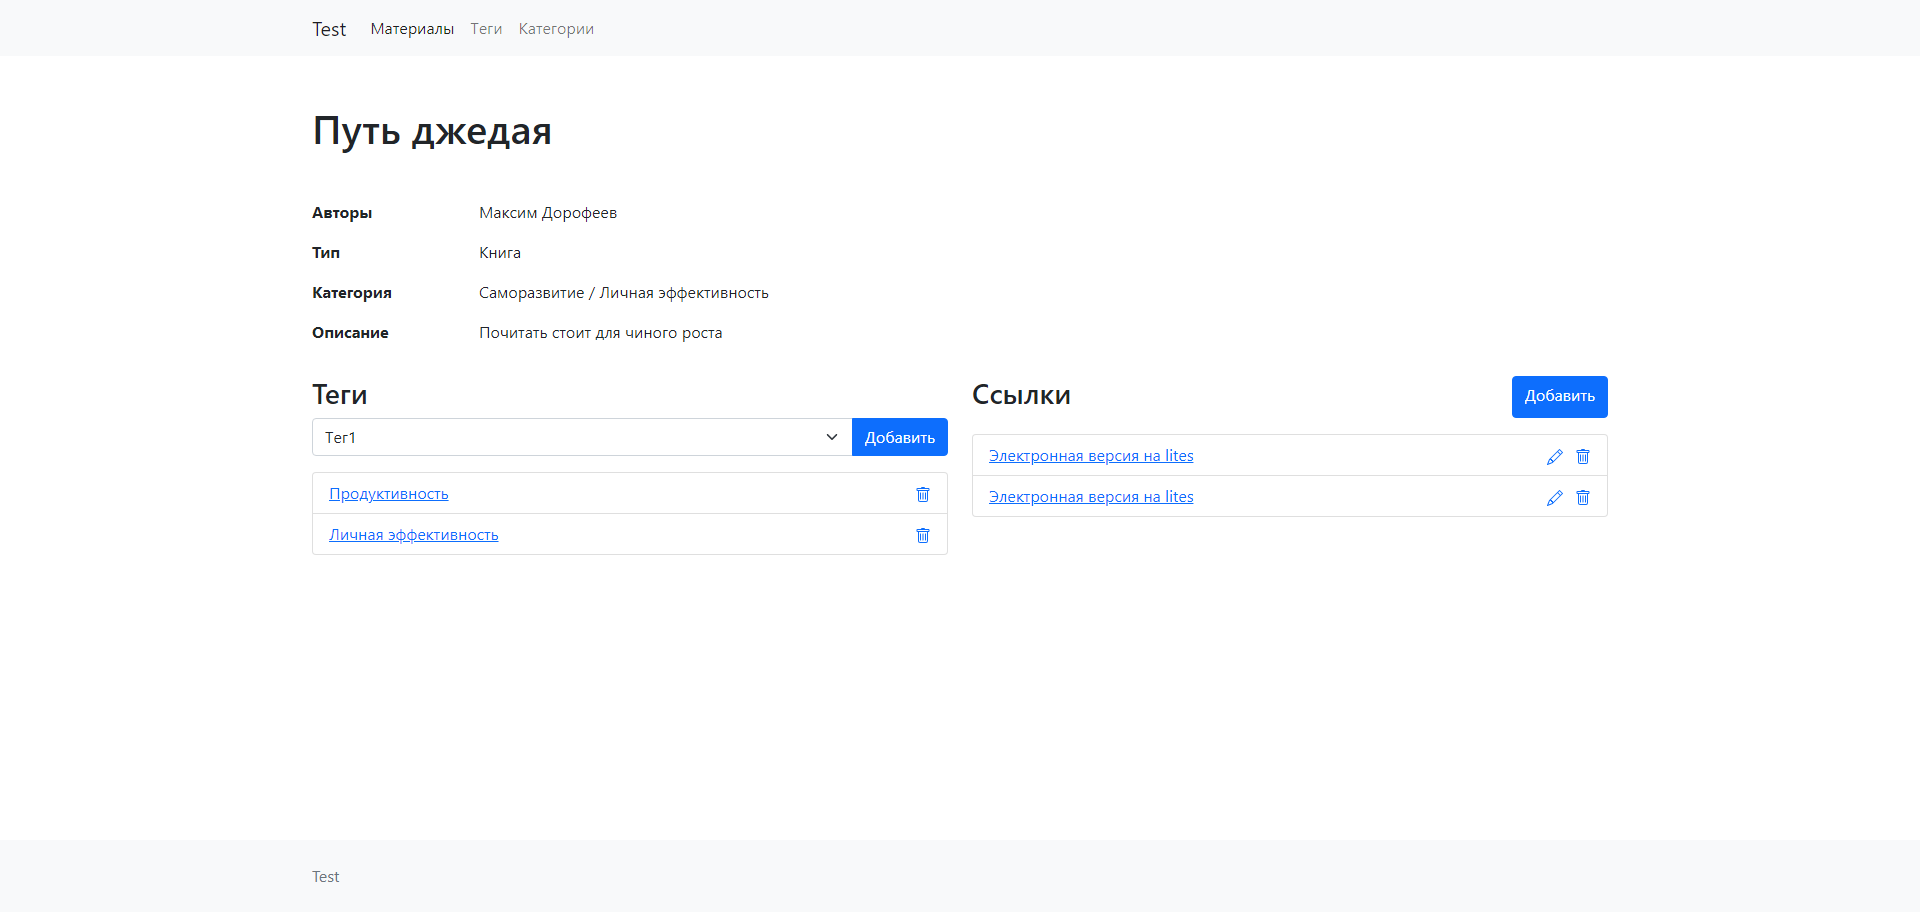 Test Материалы Теги Категории
Путь джедая
Авторы Максим Дорофеев
Тип Книга
Категория Саморазвитие / Личная эффективность
Описание Почитать стоит для чиного роста
Теги
Тег1 Добавить
Продуктивность
Личная эффективность
Ссылки Добавить
Электронная версия на lites
Электронная версия на lites
Test